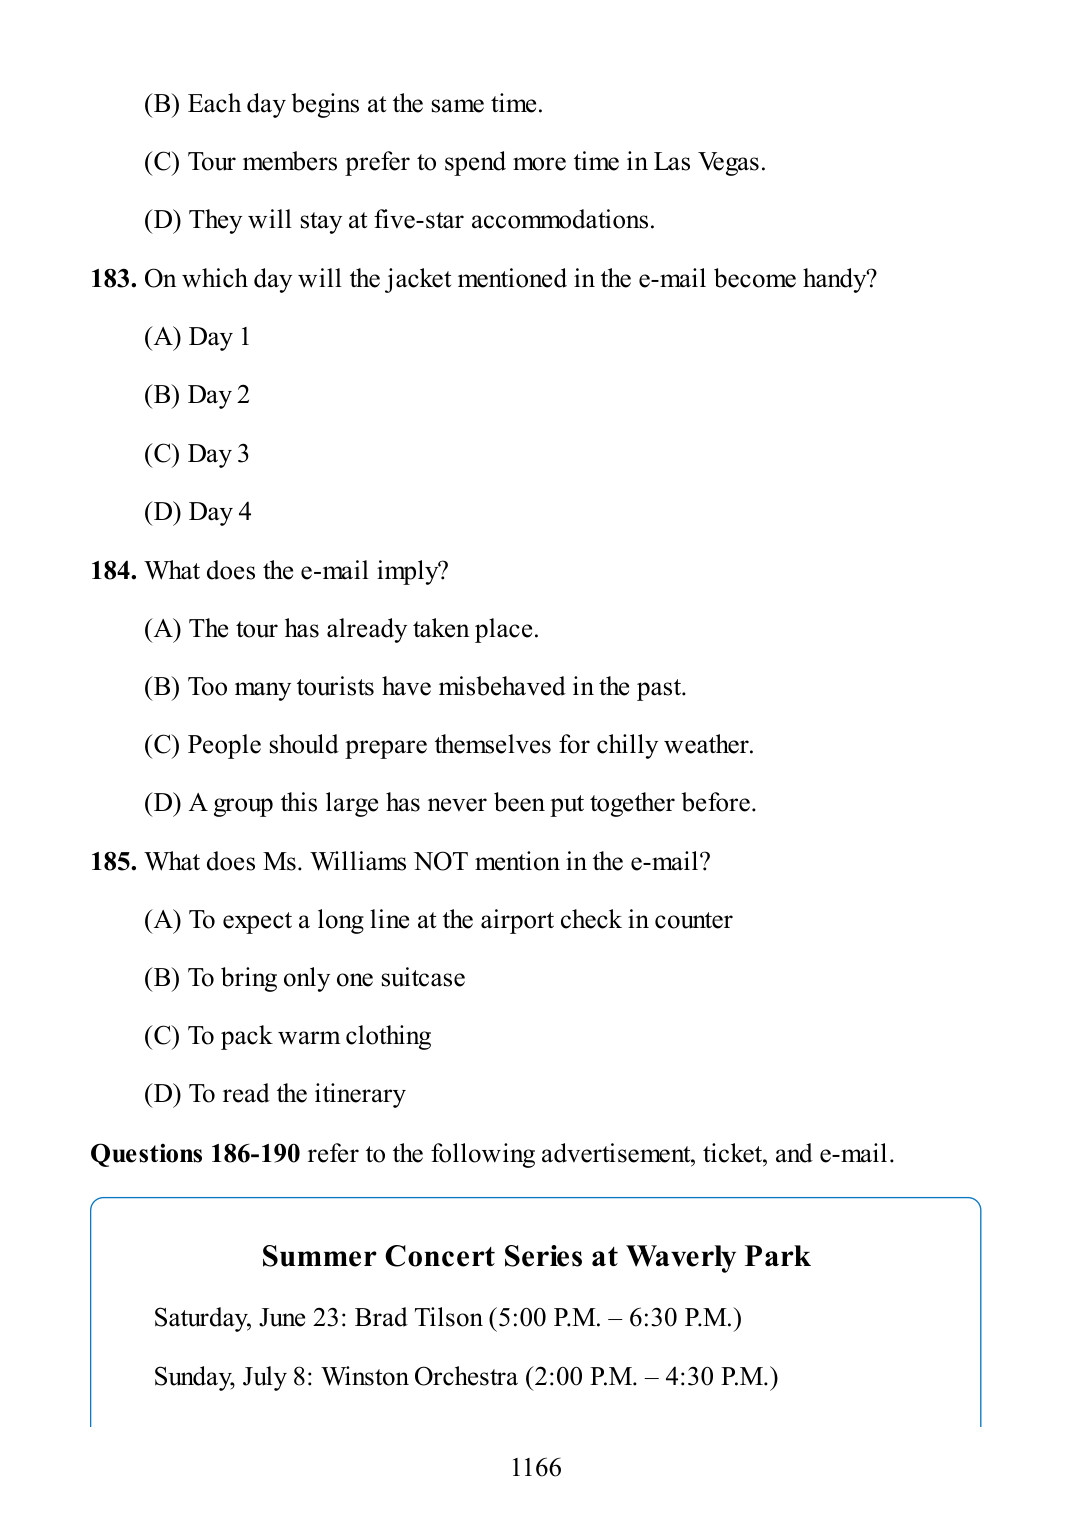 (B) Each day begins at the same time.
(C) Tour members prefer to spend more time in Las Vegas.
(D) They will stay at five-star accommodations.
183. On which day will the jacket mentioned in the e-mail become handy?
(A) Day 1
(B) Day 2
(C) Day 3
(D) Day 4
184. What does the e-mail imply?
(A) The tour has already taken place.
(B) Too many tourists have misbehaved in the past.
(C) People should prepare themselves for chilly weather.
(D) A group this large has never been put together before.
185. What does Ms. Williams NOT mention in the e-mail?
(A) To expect a long line at the airport check in counter
(B) To bring only one suitcase
(C) To pack warm clothing
(D) To read the itinerary
Questions 186-190 refer to the following advertisement, ticket, and e-mail.
Summer Concert Series at Waverly Park
Saturday, June 23: Brad Tilson (5:00 P.M. – 6:30 P.M.)
Sunday, July 8: Winston Orchestra (2:00 P.M. – 4:30 P.M.)
1166